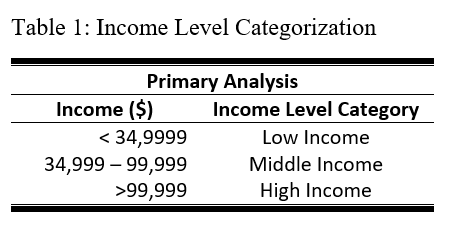 Table 1: Income Level Categorization
Primary Analysis
Income ($) Income Level Category
< 34,9999 Low Income
34,999 – 99,999 Middle Income
>99,999 High Income